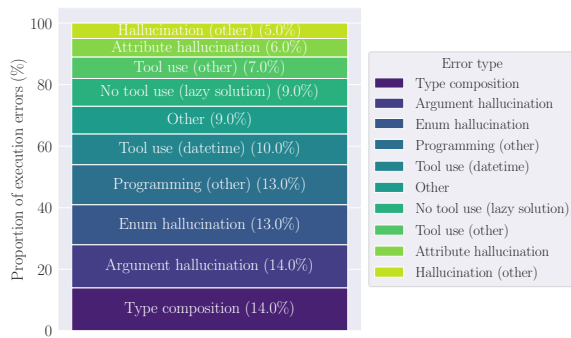 Proportion of execution errors (%)
100
80
60
40
20
0
Hallucination (other) (5.0%)
Attribute hallucination (6.0%)
Tool use (other) (7.0%)
No tool use (lazy solution) (9.0%)
Other (9.0%)
Tool use (datetime) (10.0%)
Programming (other) (13.0%)
Enum hallucination (13.0%)
Argument hallucination (14.0%)
Type composition (14.0%)
Error type
Type composition
Argument hallucination
Enum hallucination
Programming (other)
Tool use (datetime)
Other
No tool use (lazy solution)
Tool use (other)
Attribute hallucination
Hallucination (other)